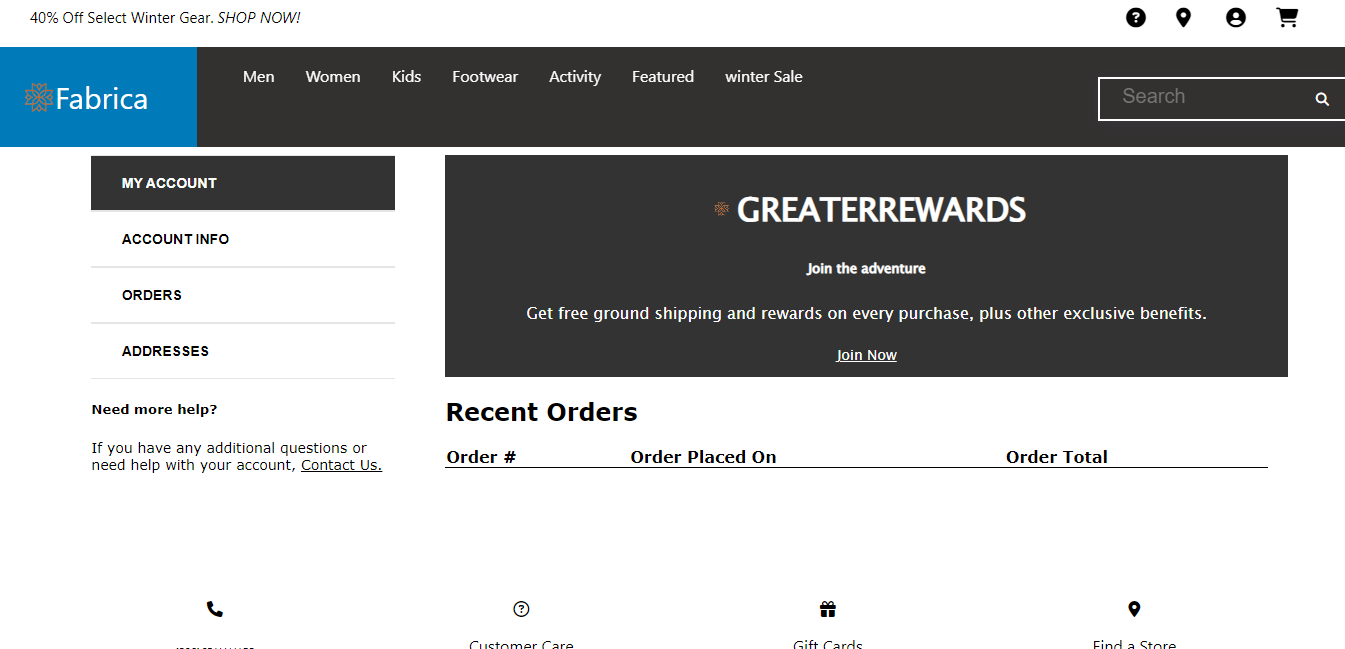 40% Off Select Winter Gear. SHOP NOW!
Fabrica
Men Women Kids Footwear Activity Featured winter Sale
Search
MY ACCOUNT
ACCOUNT INFO
ORDERS
ADDRESSES
Need more help?
If you have any additional questions or
need help with your account, Contact Us.
GREATERREWARDS
Join the adventure
Get free ground shipping and rewards on every purchase, plus other exclusive benefits.
Join Now
Recent Orders
Order # Order Placed On Order Total
Customer Care Gift Cards Find a Store